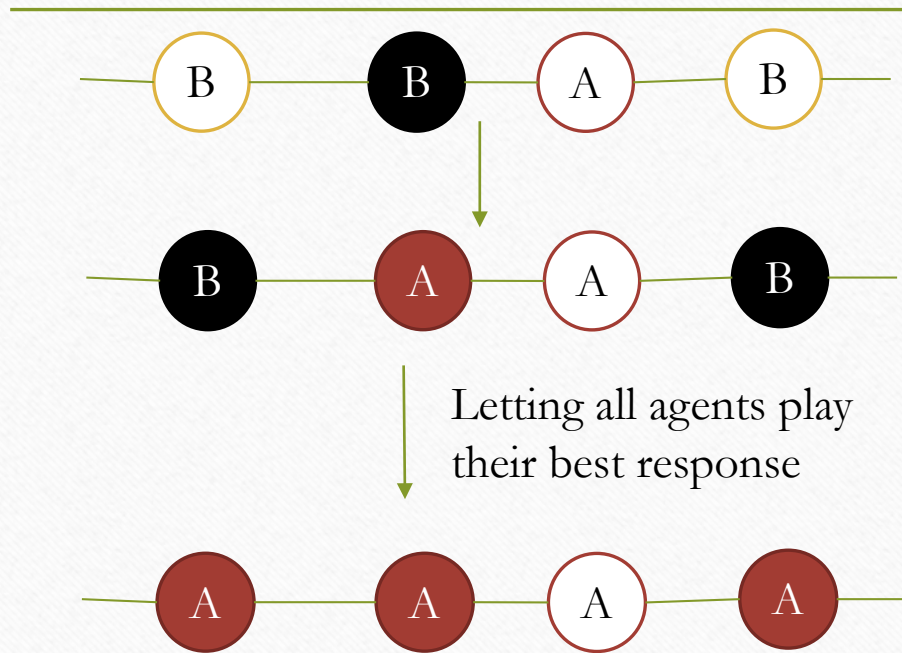 B B A B
B A A B
Letting all agents play
their best response
A A A A